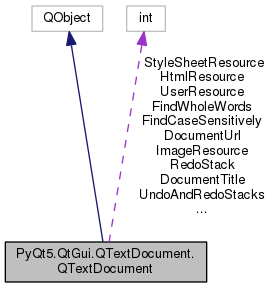 QObject
int
StyleSheetResource
HtmlResource
UserResource
FindWholeWords
FindCaseSensitively
DocumentUrl
ImageResource
RedoStack
DocumentTitle
UndoAndRedoStacks
...
PyQt5.QtGui.QTextDocument.
QTextDocument